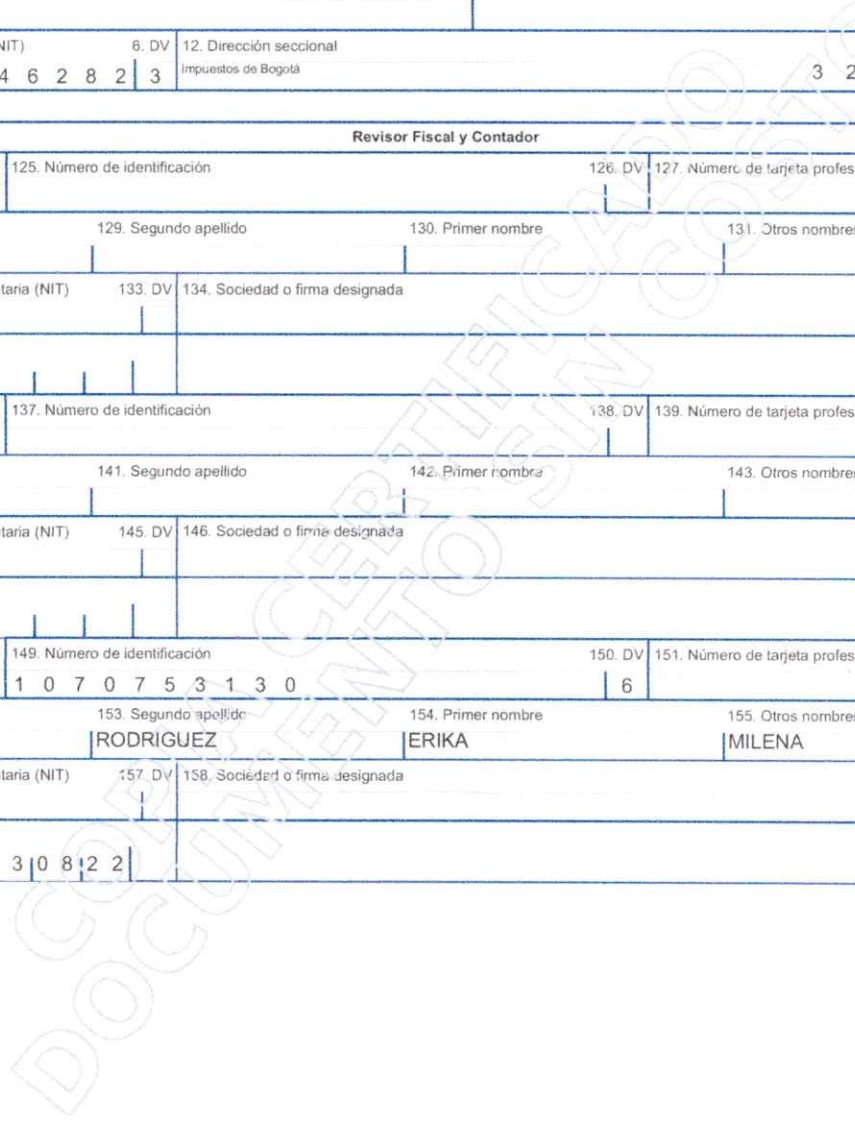 NIT) 6. DV 12. Dirección seccional
4 6 2 8 2 3 Impuestos de Bogotá 3 2
Revisor Fiscal y Contador
125. Número de identificación 126. DV 127. Número de tarjeta profes
129. Segundo apellido 130. Primer nombre 131. Otros nombres
taria (NIT) 133. DV 134. Sociedad o firma designada
137. Número de identificación 138. DV 139. Número de tarjeta profes
141. Segundo apellido 142. Primer nombre 143. Otros nombres
taria (NIT) 145. DV 146. Sociedad o firma designada
149. Número de identificación 150. DV 151. Número de tarjeta profes
1 0 7 0 7 5 3 1 3 0 6
153. Segundo apellido 154. Primer nombre 155. Otros nombres
RODRIGUEZ ERIKA MILENA
taria (NIT) 157. DV 158. Sociedad o firma designada
3 0 8 2 2
COPIA CERTIFICADO
DOCUMENTO SIN COSTO